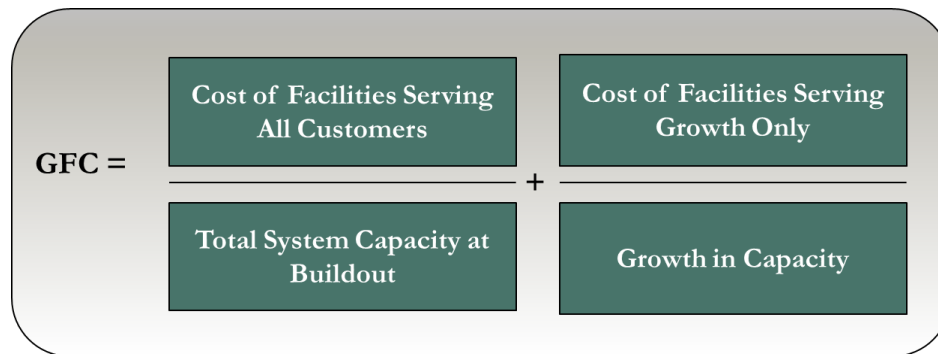 GFC =
Cost of Facilities Serving
All Customers
Total System Capacity at
Buildout
+
Cost of Facilities Serving
Growth Only
Growth in Capacity